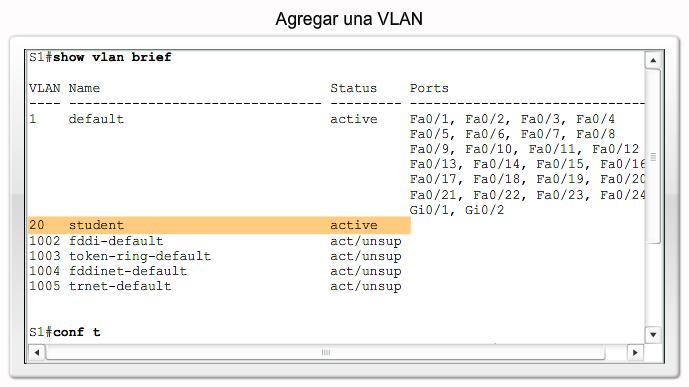 Agregar una VLAN
S1#show vlan brief
VLAN Name Status Ports
---- -------------------------------- --------- ------------------------------
1 default active Fa0/1, Fa0/2, Fa0/3, Fa0/4
Fa0/5, Fa0/6, Fa0/7, Fa0/8
Fa0/9, Fa0/10, Fa0/11, Fa0/12
Fa0/13, Fa0/14, Fa0/15, Fa0/16
Fa0/17, Fa0/18, Fa0/19, Fa0/20
Fa0/21, Fa0/22, Fa0/23, Fa0/24
Gi0/1, Gi0/2
20 student active
1002 fddi-default act/unsup
1003 token-ring-default act/unsup
1004 fddinet-default act/unsup
1005 trnet-default act/unsup
S1#conf t